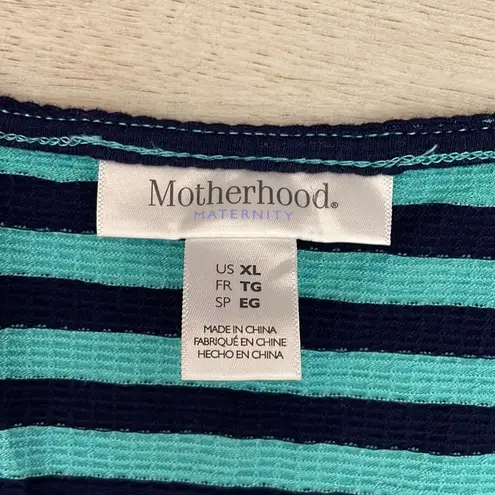 Motherhood®
MATERNITY
US XL
FR TG
SP EG
MADE IN CHINA
FABRIQUÉ EN CHINE
HECHO EN CHINA